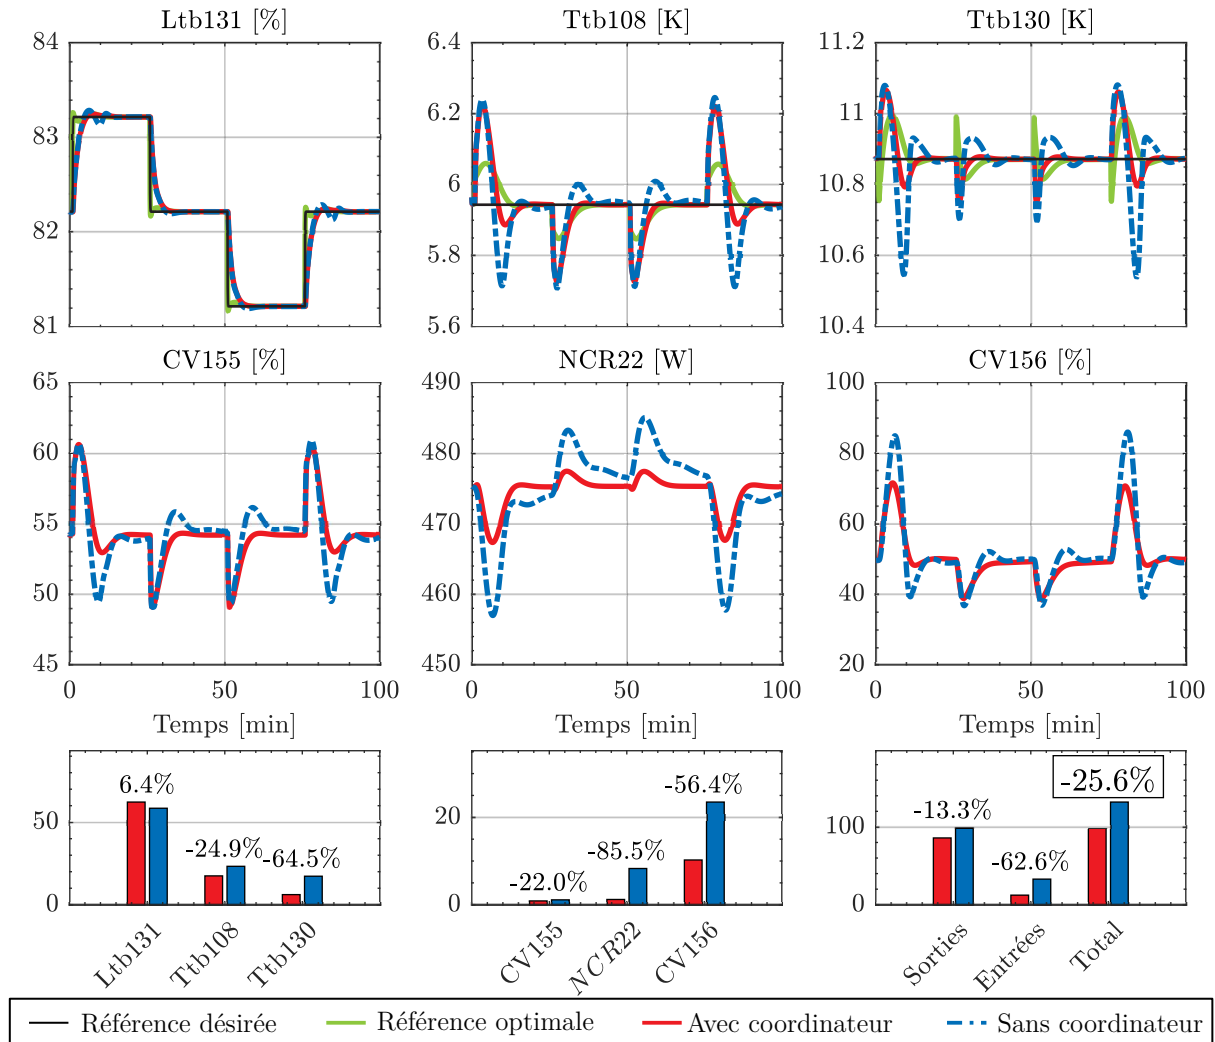 Ltb131 [%] Ttb108 [K] Ttb130 [K]
84 6.4 11.2
83 6.2 11
6 10.8
82 5.8 10.6
81 5.6 10.4
CV155 [%] NCR22 [W] CV156 [%]
65 490 100
60 480 80
55 470 60
50 460 40
45 450 20
0 50 100 0 50 100 0 50 100
Temps [min] Temps [min] Temps [min]
6.4% -24.9% -64.5%
50
0
Ltb131 Ttb108 Ttb130
-22.0% -85.5% -56.4%
20
0
CV155 NCR22 CV156
-13.3% -62.6% -25.6%
100
0
Sorties Entrées Total
Référence désirée Référence optimale Avec coordinateur Sans coordinateur